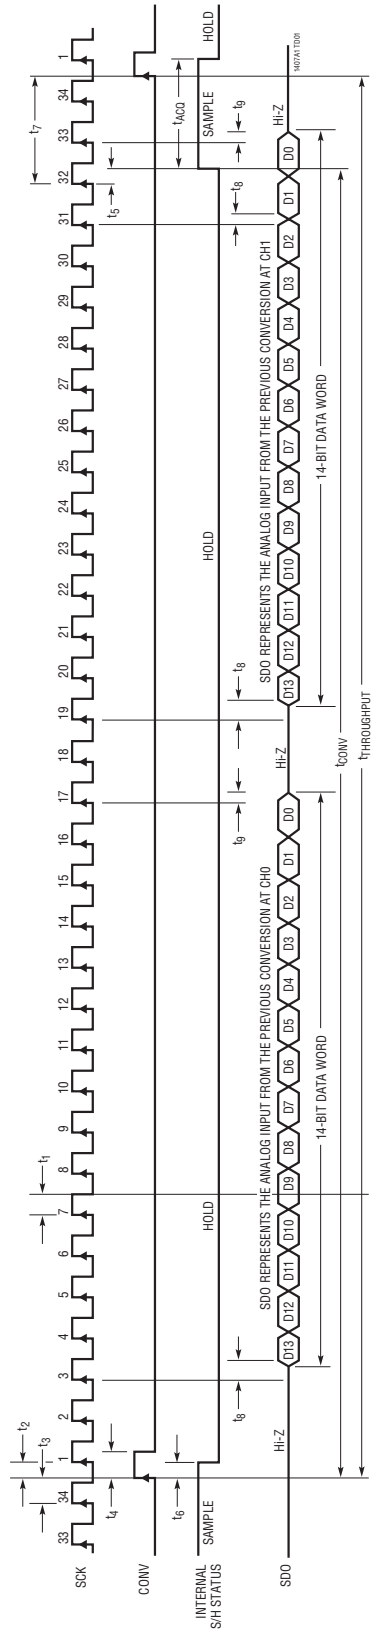 t2
t3
t1
t7
33 34 1 2 3 4 5 6 7 8 9 10 11 12 13 14 15 16 17 18 19 20 21 22 23 24 25 26 27 28 29 30 31 32 33 34 1
SCK
t4
t5
CONV
t6
tACQ
INTERNAL
S/H STATUS
SAMPLE
HOLD
HOLD
SAMPLE
HOLD
t8
t9
t8
t8
t9
SDO REPRESENTS THE ANALOG INPUT FROM THE PREVIOUS CONVERSION AT CH0
SDO REPRESENTS THE ANALOG INPUT FROM THE PREVIOUS CONVERSION AT CH1
SDO
Hi-Z
D13 D12 D11 D10 D9 D8 D7 D6 D5 D4 D3 D2 D1 D0
Hi-Z
D13 D12 D11 D10 D9 D8 D7 D6 D5 D4 D3 D2 D1 D0
Hi-Z
1407A1 TD01
14-BIT DATA WORD
14-BIT DATA WORD
tCONV
tTHROUGHPUT